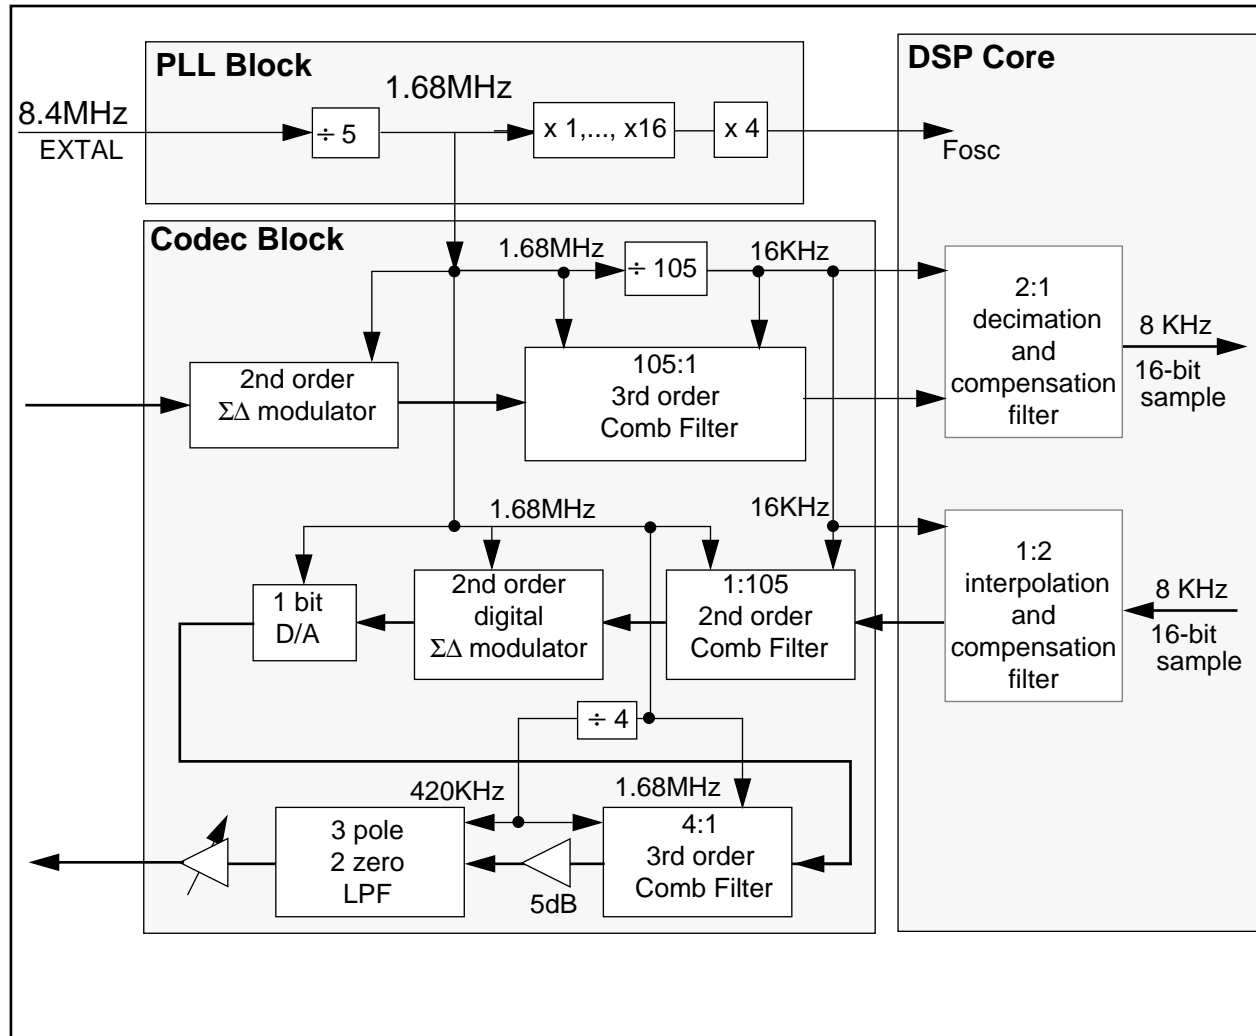 PLL Block
DSP Core
8.4MHz
EXTAL
1.68MHz
÷ 5
x 1,..., x16
x 4
Fosc
Codec Block
1.68MHz
÷ 105
16KHz
2nd order
ΣΔ modulator
105:1
3rd order
Comb Filter
2:1
decimation
and
compensation
filter
8 KHz
16-bit
sample
1.68MHz
16KHz
1 bit
D/A
2nd order
digital
ΣΔ modulator
1:105
2nd order
Comb Filter
1:2
interpolation
and
compensation
filter
8 KHz
16-bit
sample
÷ 4
420KHz
1.68MHz
3 pole
2 zero
LPF
5dB
4:1
3rd order
Comb Filter